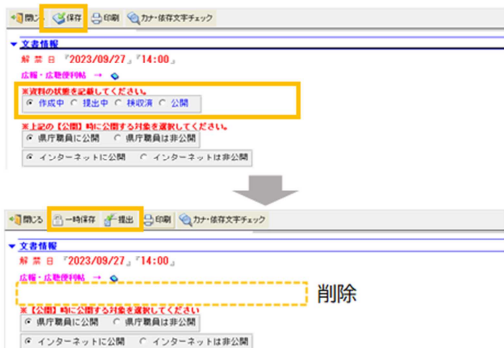 閉じる 保存 印刷 カナ・依存文字チェック
文書情報
解 禁 日 『2023/09/27』『14:00』
広報・広聴便利帖 →
※資料の状態を記載してください。
作成中 提出中 検収済 公開
※上記の【公開】時に公開する対象を選択してください。
県庁職員に公開 県庁職員は非公開
インターネットに公開 インターネットは非公開
閉じる 一時保存 提出 印刷 カナ・依存文字チェック
文書情報
解 禁 日 『2023/09/27』『14:00』
広報・広聴便利帖 →
削除
※【公開】時に公開する対象を選択してください
県庁職員に公開 県庁職員は非公開
インターネットに公開 インターネットは非公開